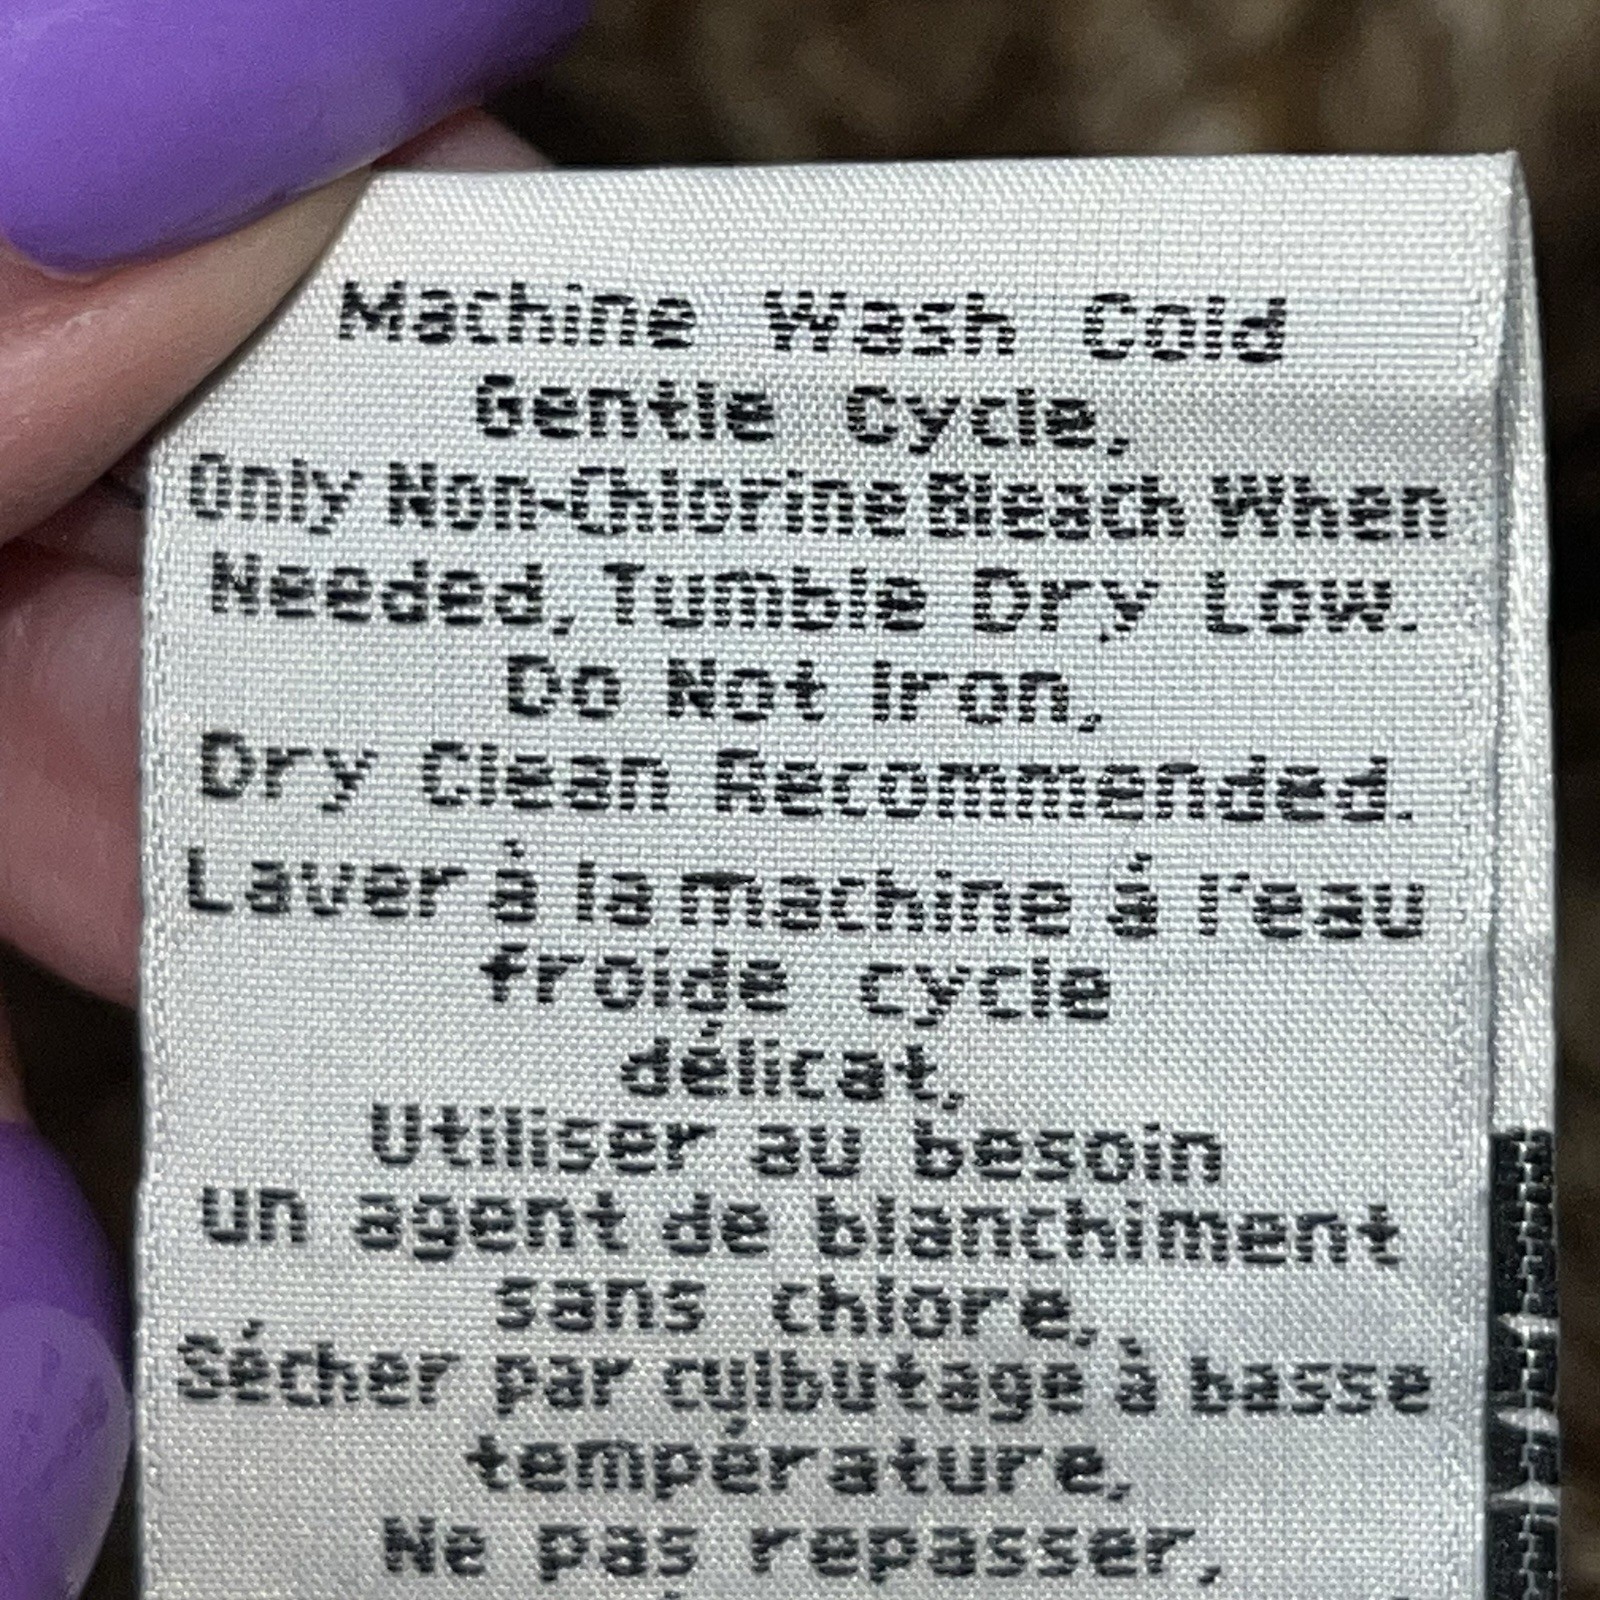 Machine Wash Cold
Gentle Cycle,
Only Non-Chlorine Bleach When
Needed, Tumble Dry Low.
Do Not Iron,
Dry Clean Recommended.
Laver à la machine á l'eau
froide cycle
délicat,
Utiliser au besoin
un agent de blanchiment
sans chlore,
Sécher par culbutage à basse
température,
Ne pas repasser,